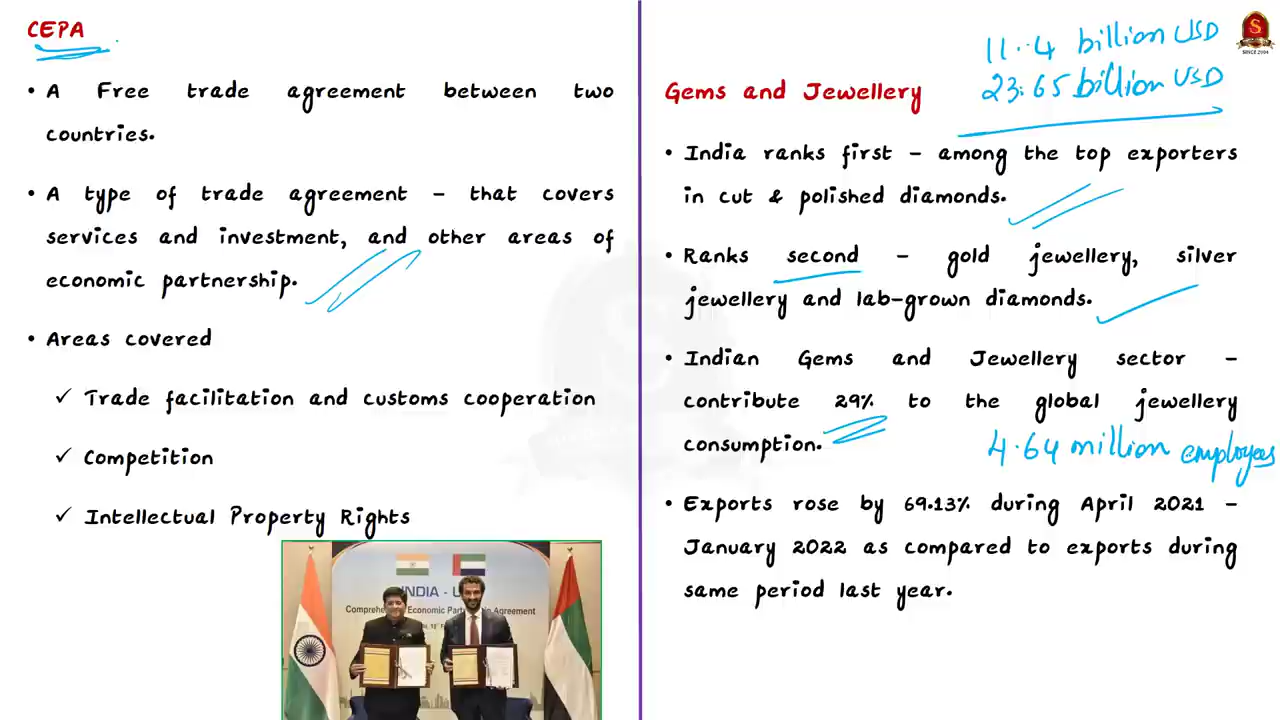 CEPA
• A Free trade agreement between two
countries.
• A type of trade agreement – that covers
services and investment, and other areas of
economic partnership.
• Areas covered
✓ Trade facilitation and customs cooperation
✓ Competition
✓ Intellectual Property Rights
INDIA - U
Comprehe Economic Partn ip Agreement
11.4 billion USD
23.65 billion USD
S
SINCE 2004
Gems and Jewellery
• India ranks first – among the top exporters
in cut & polished diamonds.
• Ranks second – gold jewellery, silver
jewellery and lab-grown diamonds.
• Indian Gems and Jewellery sector –
contribute 29% to the global jewellery
consumption.
4.64 million employees
• Exports rose by 69.13% during April 2021 –
January 2022 as compared to exports during
same period last year.